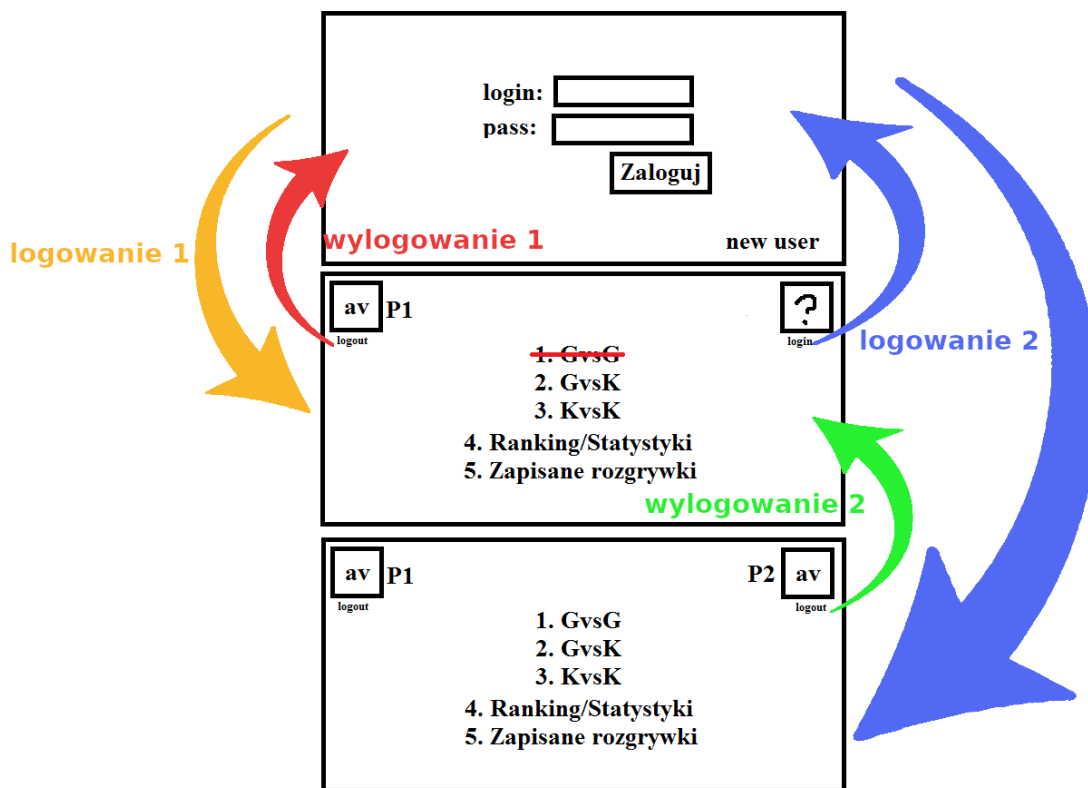 login:
pass:
Zaloguj
logowanie 1
wylogowanie 1
new user
av P1
?
logout
login
logowanie 2
1. GvsG
2. GvsK
3. KvsK
4. Ranking/Statystyki
5. Zapisane rozgrywki
wylogowanie 2
av P1
P2 av
logout
logout
1. GvsG
2. GvsK
3. KvsK
4. Ranking/Statystyki
5. Zapisane rozgrywki